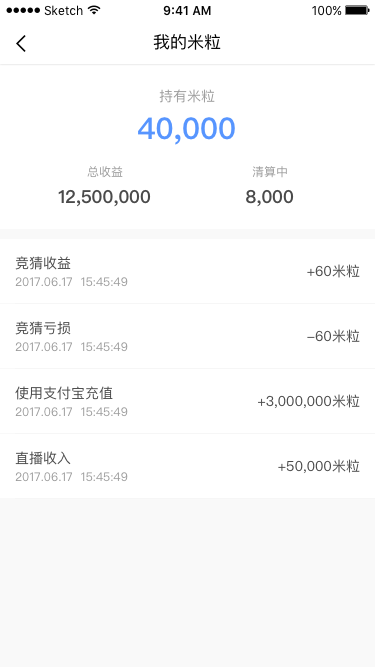 Sketch 9:41 AM 100%
我的米粒
持有米粒
40,000
总收益 清算中
12,500,000 8,000
竞猜收益
+60米粒
2017.06.17 15:45:49
竞猜亏损
−60米粒
2017.06.17 15:45:49
使用支付宝充值
+3,000,000米粒
2017.06.17 15:45:49
直播收入
+50,000米粒
2017.06.17 15:45:49